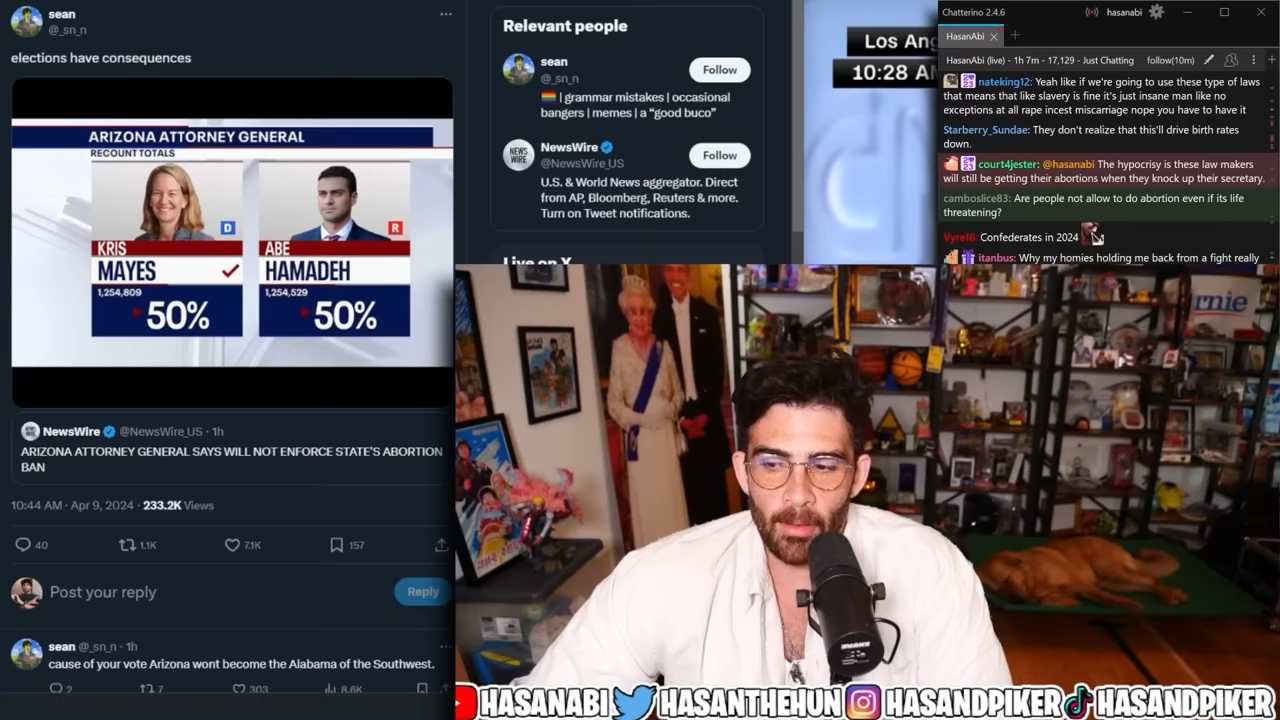 sean
@_sn_n
elections have consequences
ARIZONA ATTORNEY GENERAL
RECOUNT TOTALS
D
R
KRIS
MAYES
1,254,809
50%
ABE
HAMADEH
1,254,529
50%
NewsWire @NewsWire_US · 1h
ARIZONA ATTORNEY GENERAL SAYS WILL NOT ENFORCE STATE'S ABORTION
BAN
10:44 AM · Apr 9, 2024 · 233.2K Views
40
1.1K
7.1K
157
Post your reply
Reply
sean @_sn_n · 1h
cause of your vote Arizona wont become the Alabama of the Southwest.
2
7
303
8.6K
Relevant people
sean
@_sn_n
Follow
| grammar mistakes | occasional
bangers | memes | a "good buco"
NEWS
WIRE
NewsWire
@NewsWire_US
Follow
U.S. & World News aggregator. Direct
from AP, Bloomberg, Reuters & more.
Turn on Tweet notifications.
Live on X
Los Ang
10:28 AM
Chatterino 2.4.6
hasanabi
HasanAbi
HasanAbi (live) - 1h 7m - 17,129 - Just Chatting
follow(10m)
nateking12: Yeah like if we're going to use these type of laws
that means that like slavery is fine it's just insane man like no
exceptions at all rape incest miscarriage nope you have to have it
Starberry_Sundae: They don't realize that this'll drive birth rates
down.
court4jester: @hasanabi The hypocrisy is these law makers
will still be getting their abortions when they knock up their secretary.
camboslice83: Are people not allow to do abortion even if its life
threatening?
Vyre16: Confederates in 2024
itanbus: Why my homies holding me back from a fight really
rnie
HASANABI
HASANTHEHUN
HASANDPIKER
HASANDPIKER